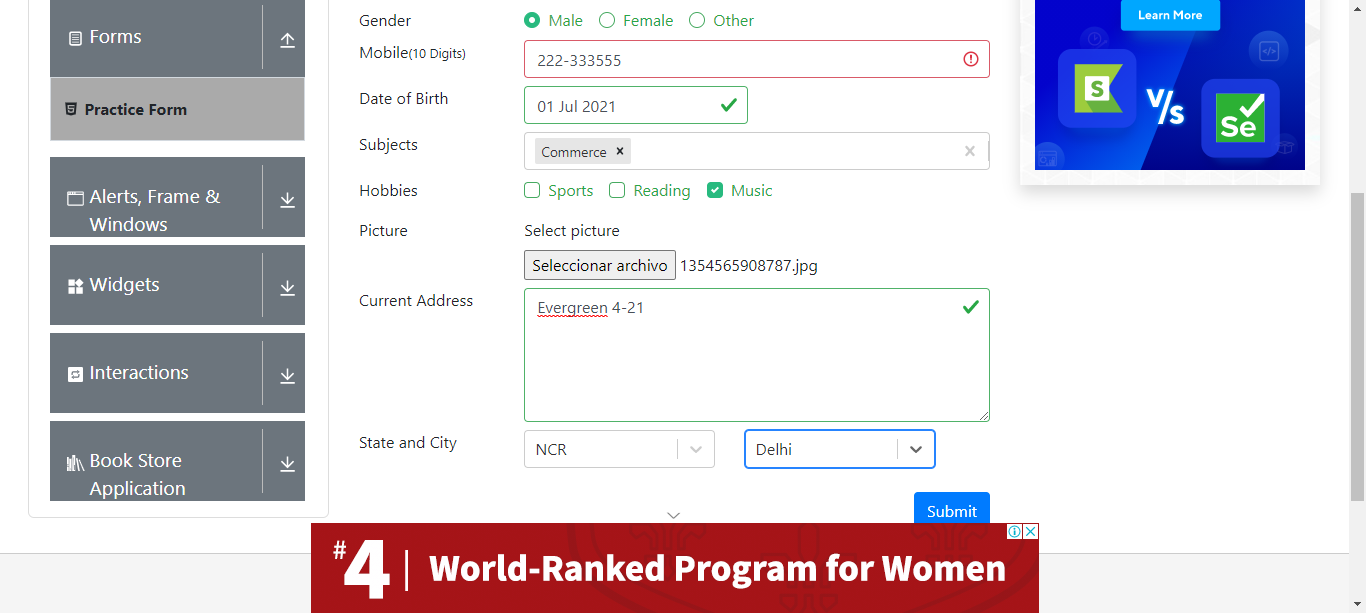 Forms
Practice Form
Alerts, Frame &
Windows
Widgets
Interactions
Book Store
Application
Gender
Male Female Other
Mobile(10 Digits)
222-333555
Date of Birth
01 Jul 2021
Subjects
Commerce ×
Hobbies
Sports Reading Music
Picture
Select picture
Seleccionar archivo 1354565908787.jpg
Current Address
Evergreen 4-21
State and City
NCR
Delhi
Submit
Learn More
S
V/s
Se
#4 | World-Ranked Program for Women